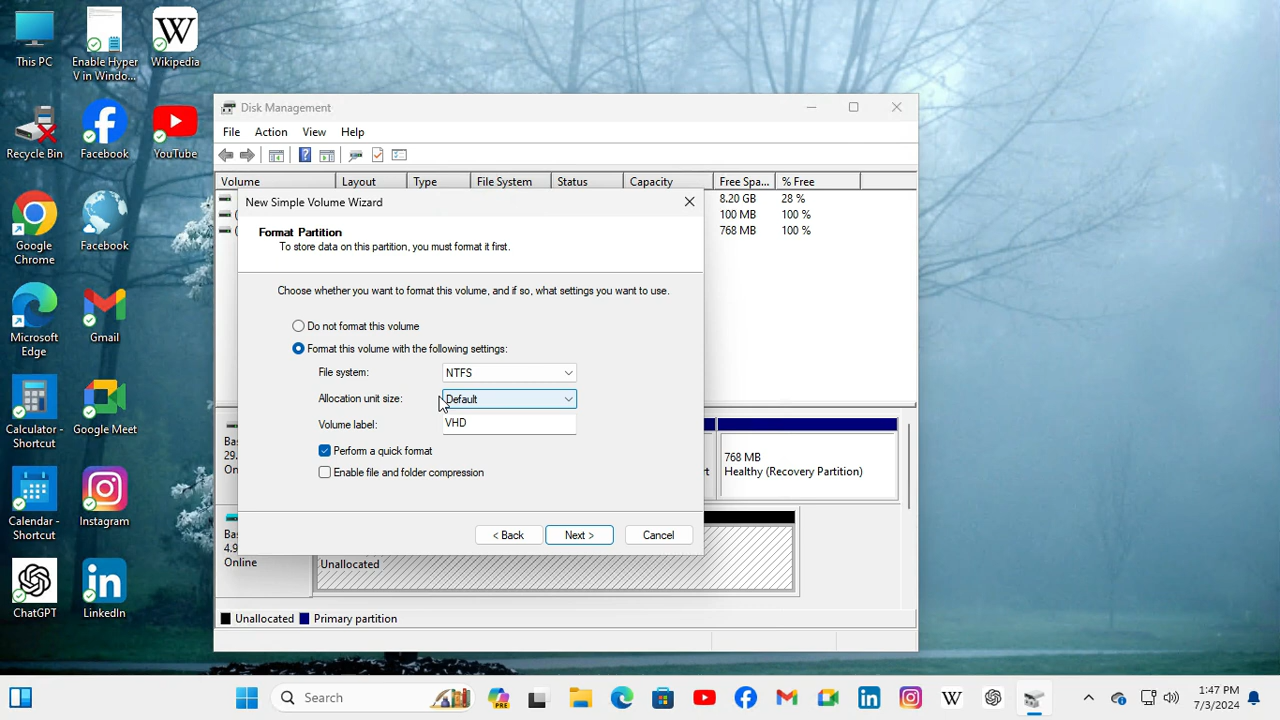 This PC
Enable Hyper
V in Windo...
Wikipedia
Recycle Bin
Facebook
YouTube
Google
Chrome
Facebook
Microsoft
Edge
Gmail
Calculator -
Shortcut
Google Meet
Calendar -
Shortcut
Instagram
ChatGPT
LinkedIn
Disk Management
File Action View Help
Volume Layout Type File System Status Capacity Free Spa... % Free
8.20 GB 28 %
100 MB 100 %
768 MB 100 %
New Simple Volume Wizard
Format Partition
To store data on this partition, you must format it first.
Choose whether you want to format this volume, and if so, what settings you want to use.
Do not format this volume
Format this volume with the following settings:
File system: NTFS
Allocation unit size: Default
Volume label: VHD
Perform a quick format
Enable file and folder compression
< Back Next > Cancel
768 MB
Healthy (Recovery Partition)
Online
Unallocated
Unallocated Primary partition
Search
PRE
1:47 PM
7/3/2024